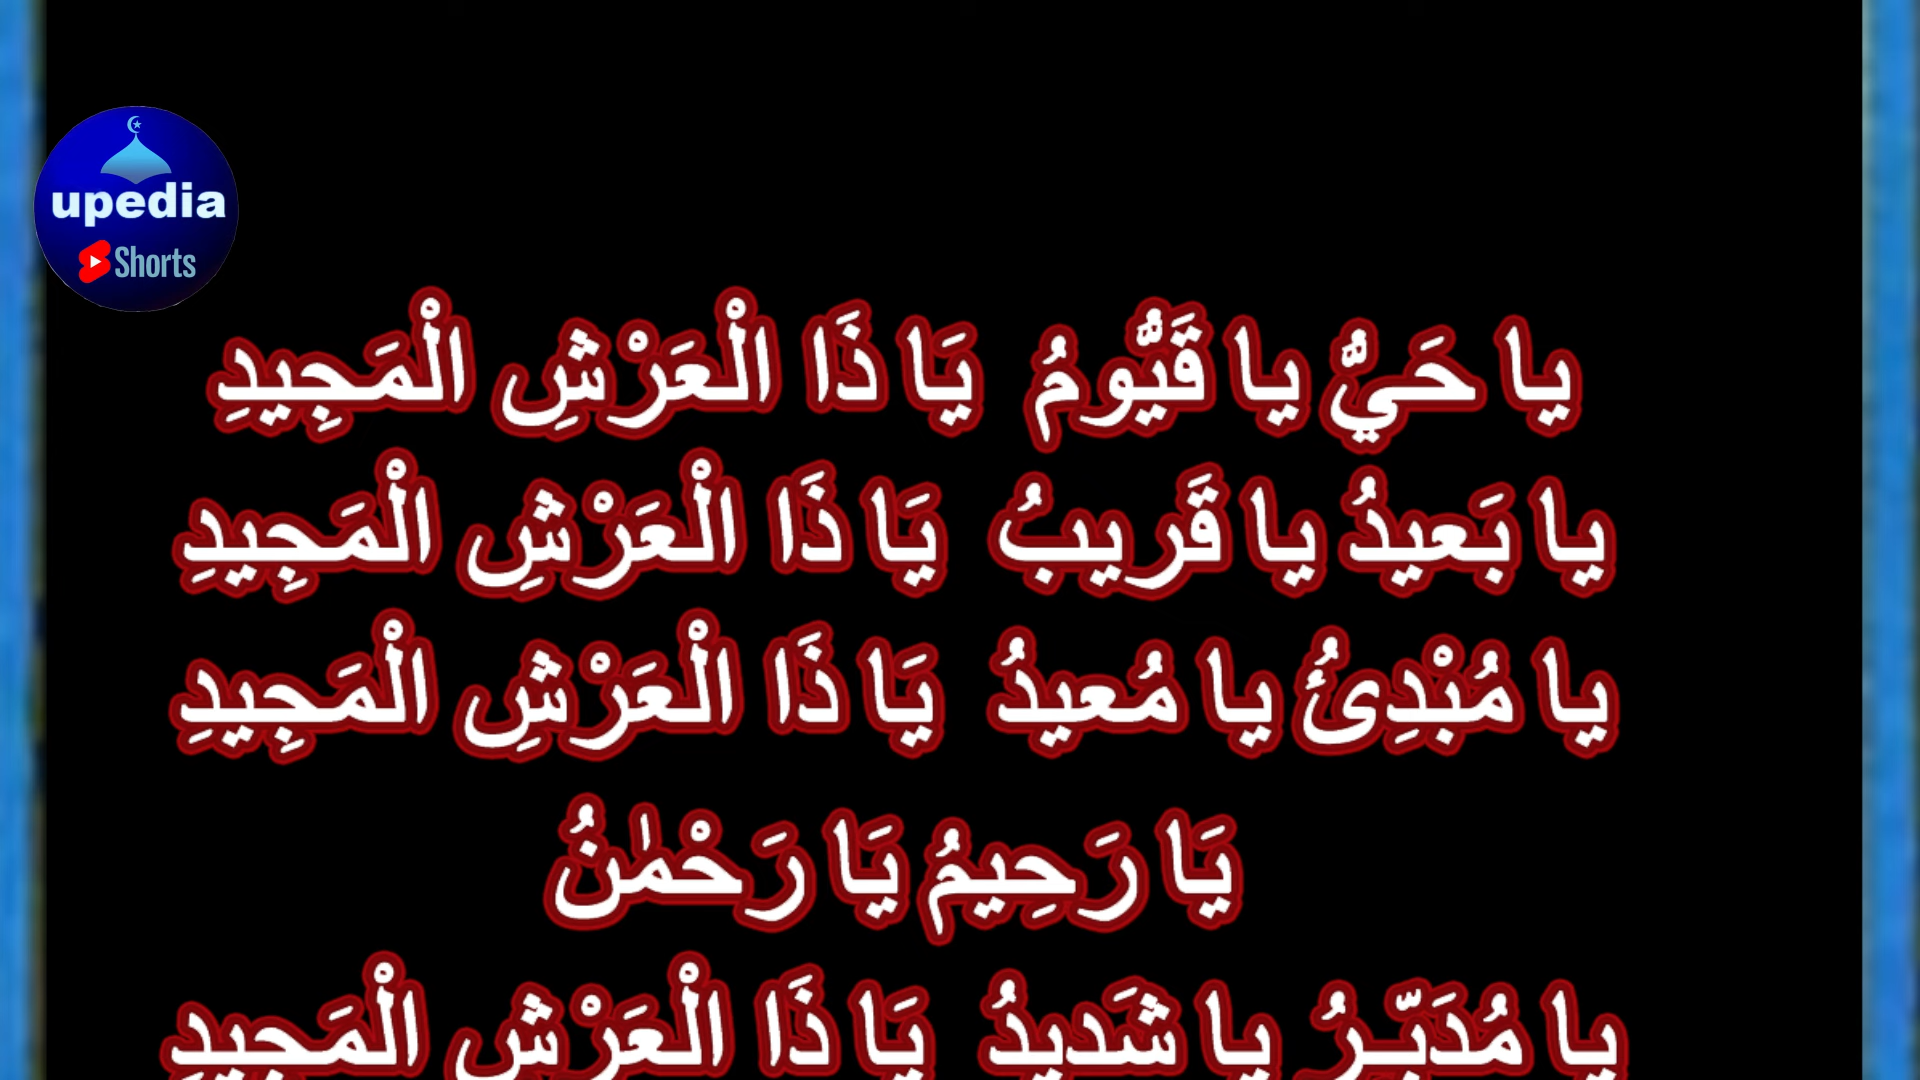 upedia
Shorts
يا حَيُّ يا قَيُّومُ يَا ذَا الْعَرْشِ الْمَجِيدِ
يا بَعيدُ يا قَريبُ يَا ذَا الْعَرْشِ الْمَجِيدِ
يا مُبْدِئُ يا مُعيدُ يَا ذَا الْعَرْشِ الْمَجِيدِ
يَا رَحِيمُ يَا رَحْمٰنُ
يا مُدَبِّـرُ يا شَديدُ يَا ذَا الْعَرْشِ الْمَجِيدِ